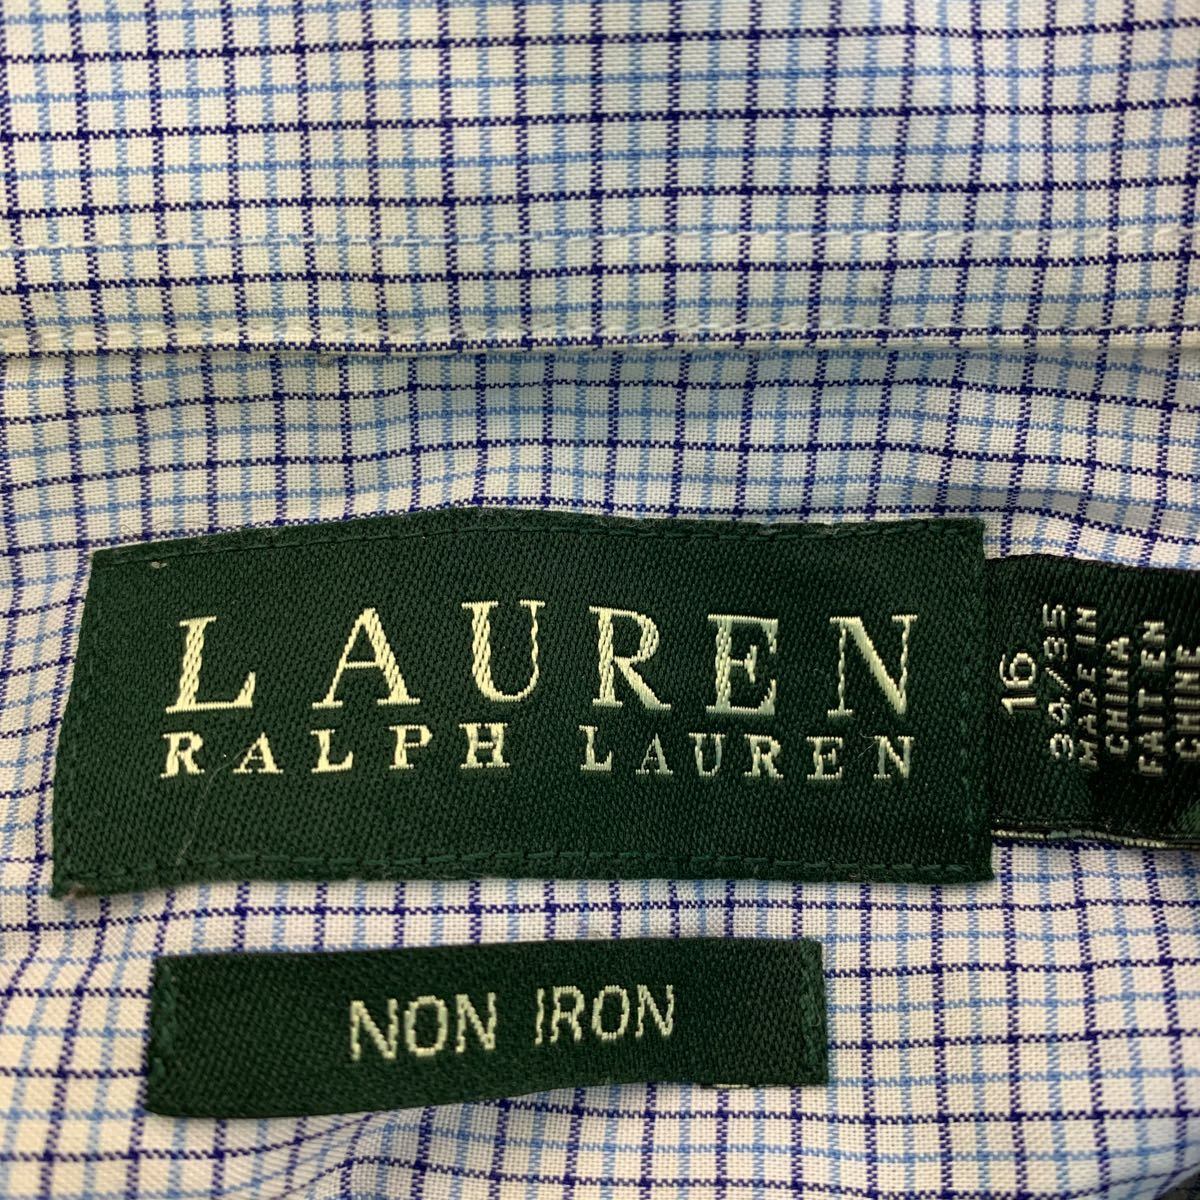 LAUREN
RALPH LAUREN
16
34/35
MADE IN
CHINA
FAIT EN
CHINE
NON IRON